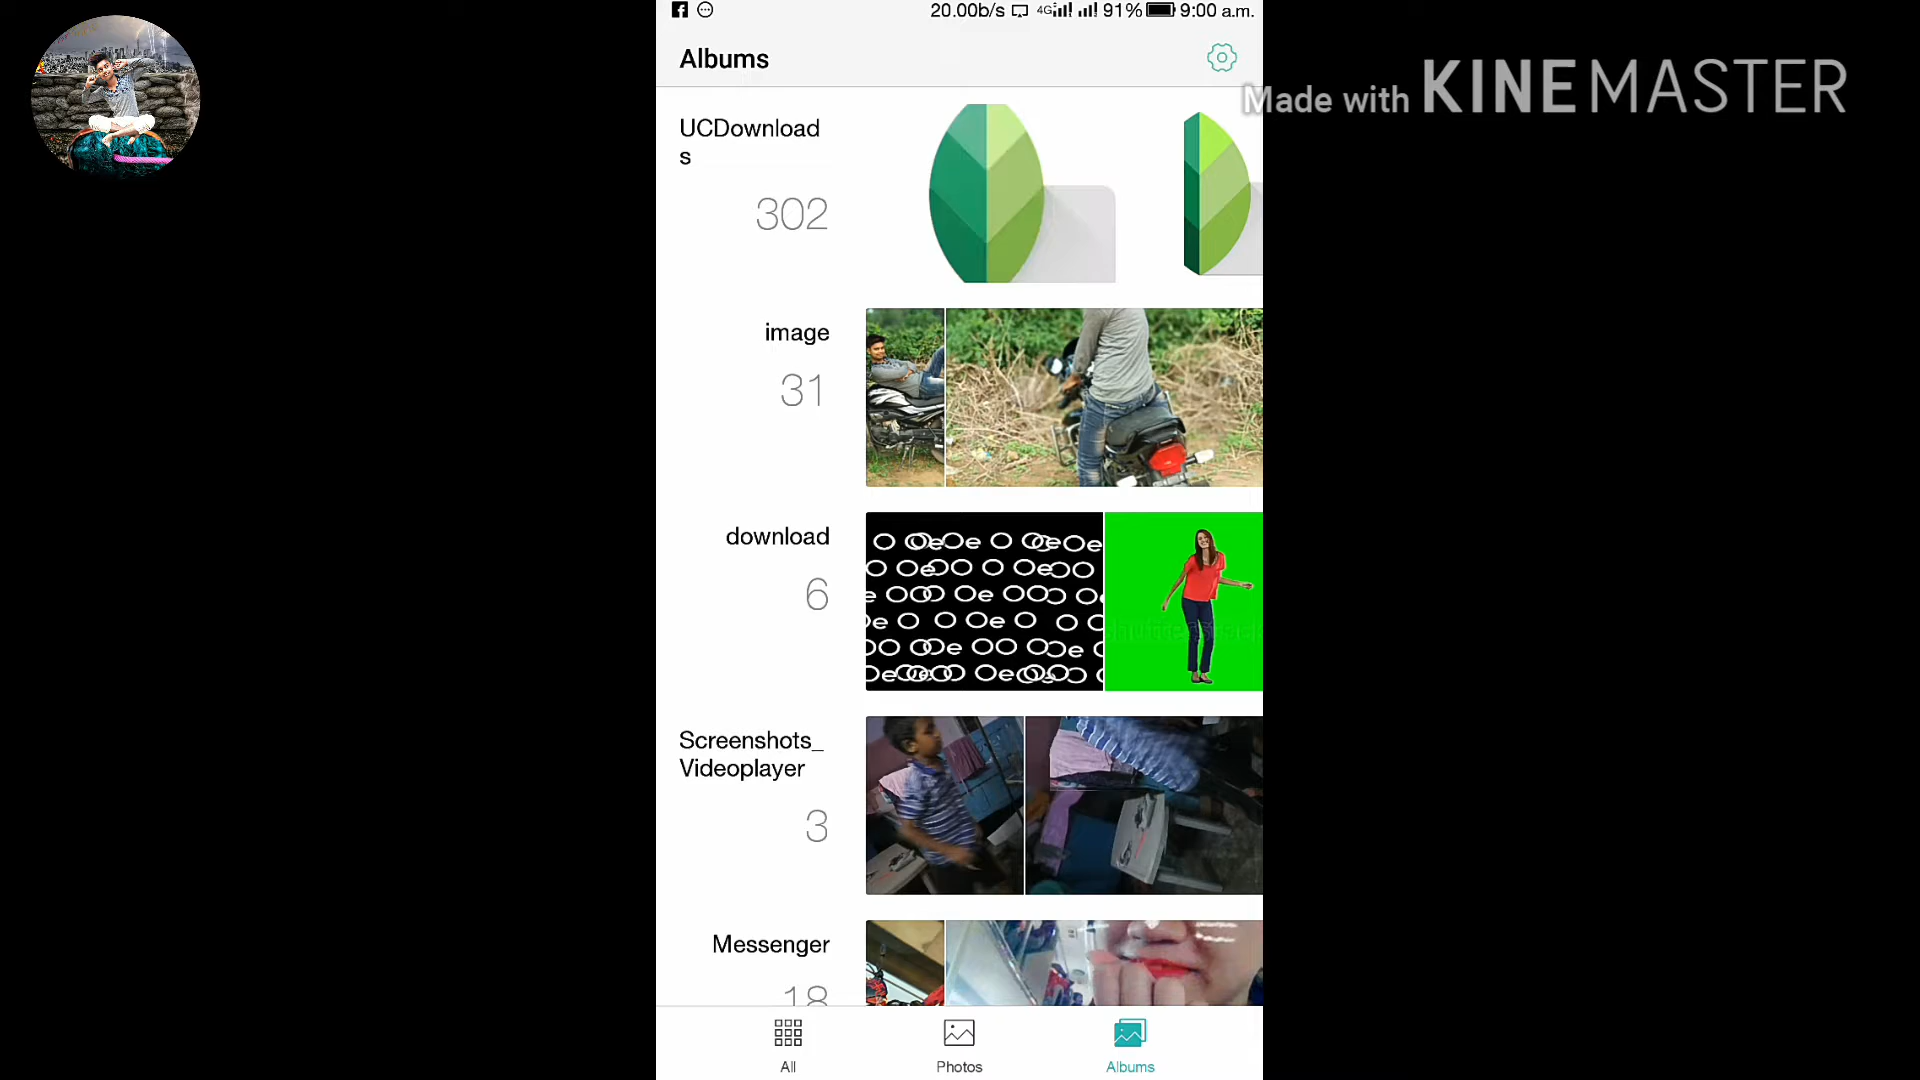 20.00b/s 4G 91% 9:00 a.m.
Albums
Made with KINEMASTER
UCDownload
s
302
image
31
download
6
Screenshots_
Videoplayer
3
Messenger
18
All
Photos
Albums